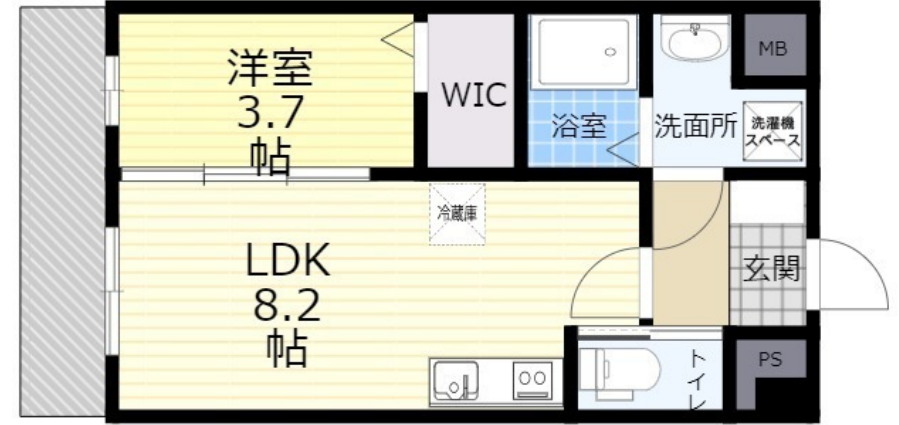 洋室
3.7
帖
WIC
浴室
洗面所
MB
洗濯機
スペース
冷蔵庫
LDK
8.2
帖
玄関
トイレ
PS